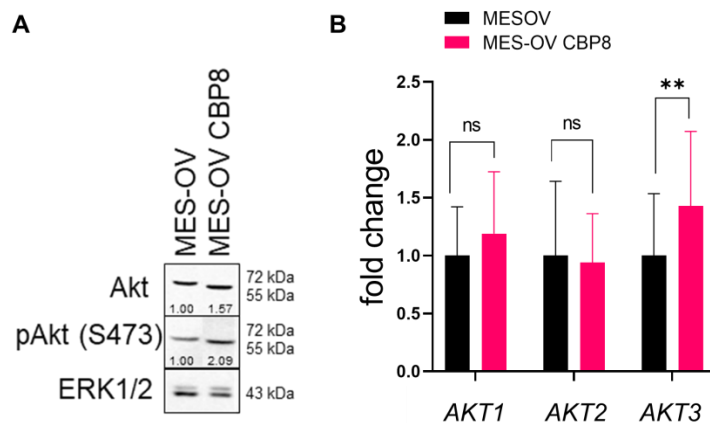 A
MES-OV
MES-OV CBP8
Akt
1.00 1.57
72 kDa
55 kDa
pAkt (S473)
1.00 2.09
72 kDa
55 kDa
ERK1/2
43 kDa
B
MESOV
MES-OV CBP8
fold change
2.5
2.0
1.5
1.0
0.5
0.0
ns
ns
**
AKT1 AKT2 AKT3